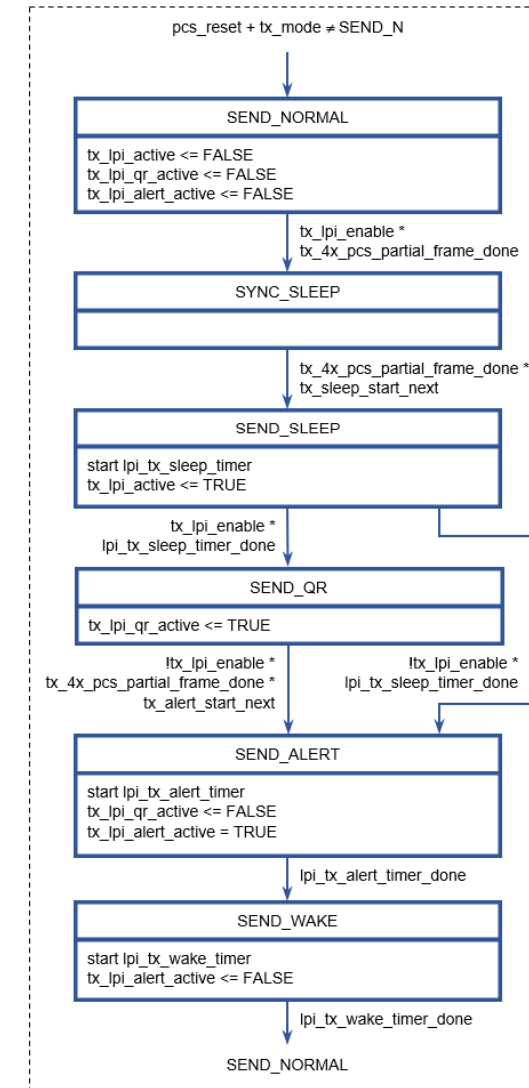 pcs_reset + tx_mode ≠ SEND_N
SEND_NORMAL
tx_lpi_active <= FALSE
tx_lpi_qr_active <= FALSE
tx_lpi_alert_active <= FALSE
tx_lpi_enable *
tx_4x_pcs_partial_frame_done
SYNC_SLEEP
tx_4x_pcs_partial_frame_done *
tx_sleep_start_next
SEND_SLEEP
start lpi_tx_sleep_timer
tx_lpi_active <= TRUE
tx_lpi_enable *
lpi_tx_sleep_timer_done
SEND_QR
tx_lpi_qr_active <= TRUE
!tx_lpi_enable *
tx_4x_pcs_partial_frame_done *
tx_alert_start_next
!tx_lpi_enable *
lpi_tx_sleep_timer_done
SEND_ALERT
start lpi_tx_alert_timer
tx_lpi_qr_active <= FALSE
tx_lpi_alert_active = TRUE
lpi_tx_alert_timer_done
SEND_WAKE
start lpi_tx_wake_timer
tx_lpi_alert_active <= FALSE
lpi_tx_wake_timer_done
SEND_NORMAL